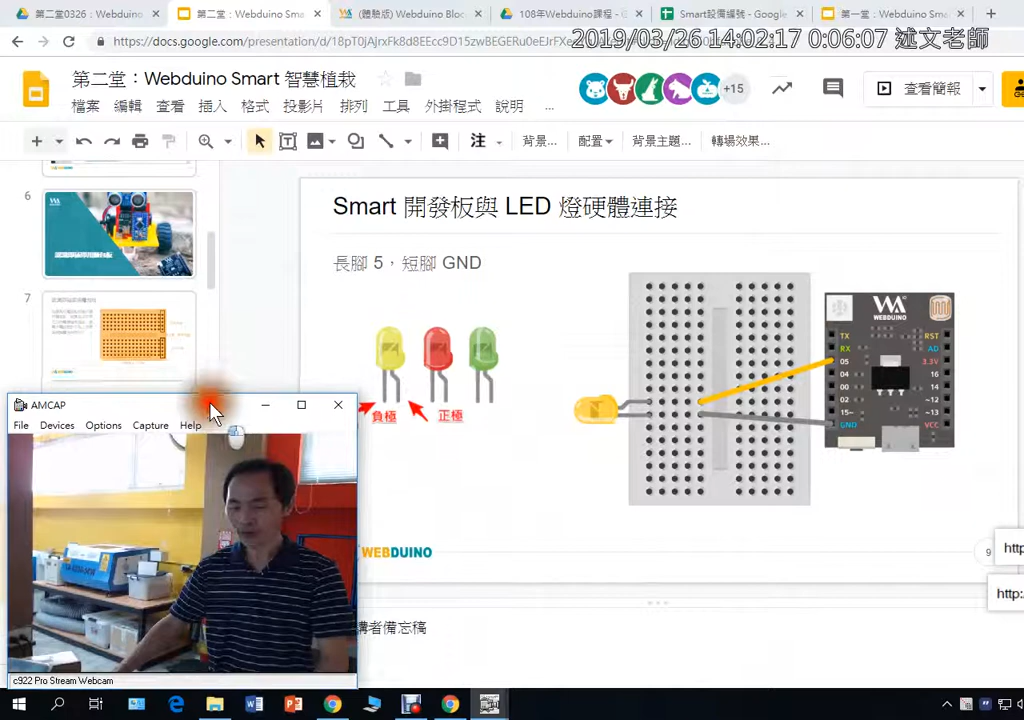 第二堂0326：Webduino
第二堂：Webduino Sma
(體驗版) Webduino Bloc
108年Webduino課程 - G
Smart設備編號 - Google
第一堂：Webduino Sma
https://docs.google.com/presentation/d/18pT0jAJrxFk8d8EEcc9D15zwBEGERu0eEJrFXe
2019/03/26 14:02:17 0:06:07 述文老師
第二堂：Webduino Smart 智慧植栽
+15
查看簡報
檔案 編輯 查看 插入 格式 投影片 排列 工具 外掛程式 說明 ...
注 背景... 配置 背景主題... 轉場效果...
6
7
Smart 開發板與 LED 燈硬體連接
長腳 5，短腳 GND
負極
正極
WEBDUINO
TX RST
RX AD
05 3.3V
04 16
00 14
02 ~12
15~ ~13
GND VCC
WEBDUINO
9
http
http:
講者備忘稿
AMCAP
File Devices Options Capture Help
c922 Pro Stream Webcam